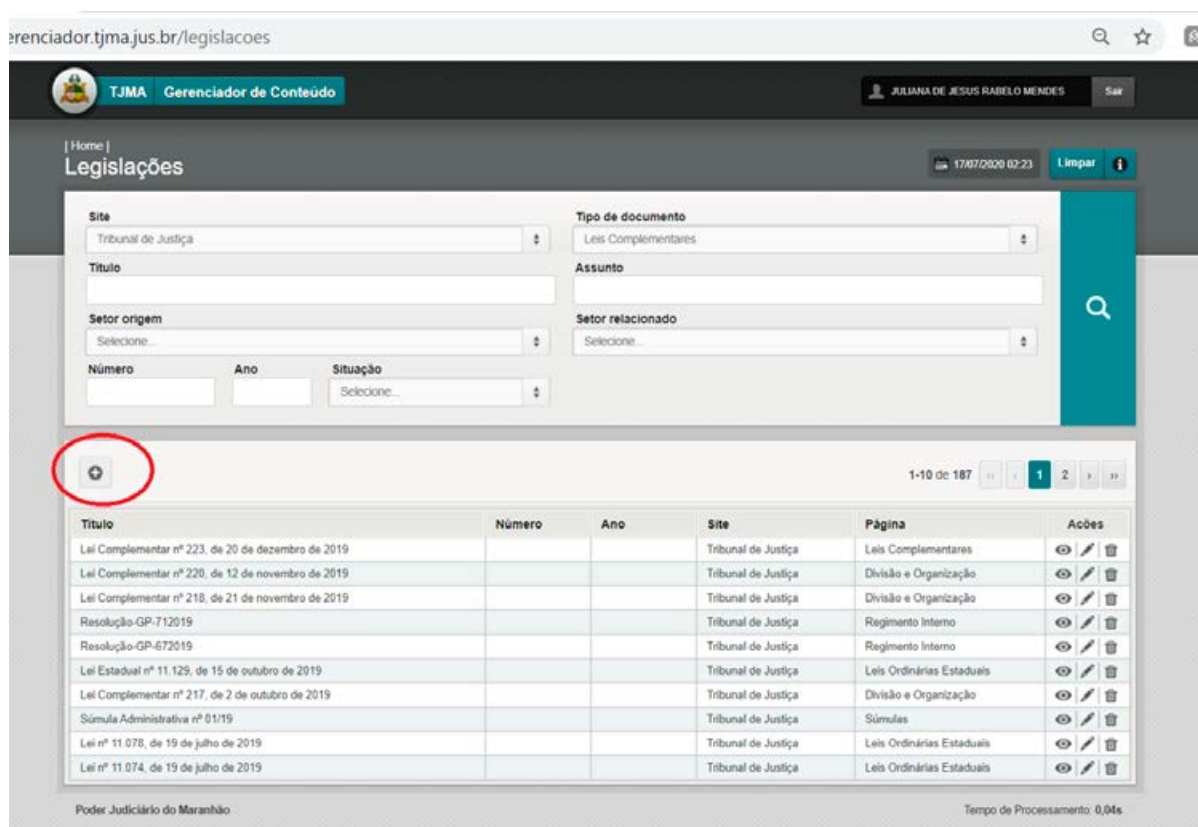 erenciador.tjma.jus.br/legislacoes
TJMA Gerenciador de Conteúdo JULIANA DE JESUS RABELO MENDES Sair
| Home |
Legislações 17/07/2020 02:23 Limpar
Site Tipo de documento
Tribunal de Justiça Leis Complementares
Título Assunto
Setor origem Setor relacionado
Selecione... Selecione...
Número Ano Situação
Selecione...
1-10 de 187 ‹‹ ‹ 1 2 › ››
Título Número Ano Site Página Acões
Lei Complementar nº 223, de 20 de dezembro de 2019 Tribunal de Justiça Leis Complementares
Lei Complementar nº 220, de 12 de novembro de 2019 Tribunal de Justiça Divisão e Organização
Lei Complementar nº 218, de 21 de novembro de 2019 Tribunal de Justiça Divisão e Organização
Resolução-GP-712019 Tribunal de Justiça Regimento Interno
Resolução-GP-672019 Tribunal de Justiça Regimento Interno
Lei Estadual nº 11.129, de 15 de outubro de 2019 Tribunal de Justiça Leis Ordinárias Estaduais
Lei Complementar nº 217, de 2 de outubro de 2019 Tribunal de Justiça Divisão e Organização
Súmula Administrativa nº 01/19 Tribunal de Justiça Súmulas
Lei nº 11.078, de 19 de julho de 2019 Tribunal de Justiça Leis Ordinárias Estaduais
Lei nº 11.074, de 19 de julho de 2019 Tribunal de Justiça Leis Ordinárias Estaduais
Poder Judiciário do Maranhão Tempo de Processamento: 0,04s